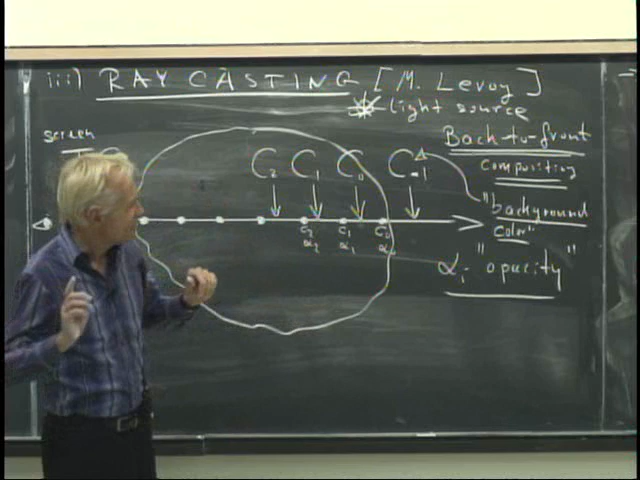 iii) RAY CASTING [M. Levoy]
light source
screen
Back-to-front
compositing
C₂ C₁ C₀ C₋₁
"background
color"
c₂ c₁ c₀
α₂ α₁ α₀
αᵢ - "opacity"